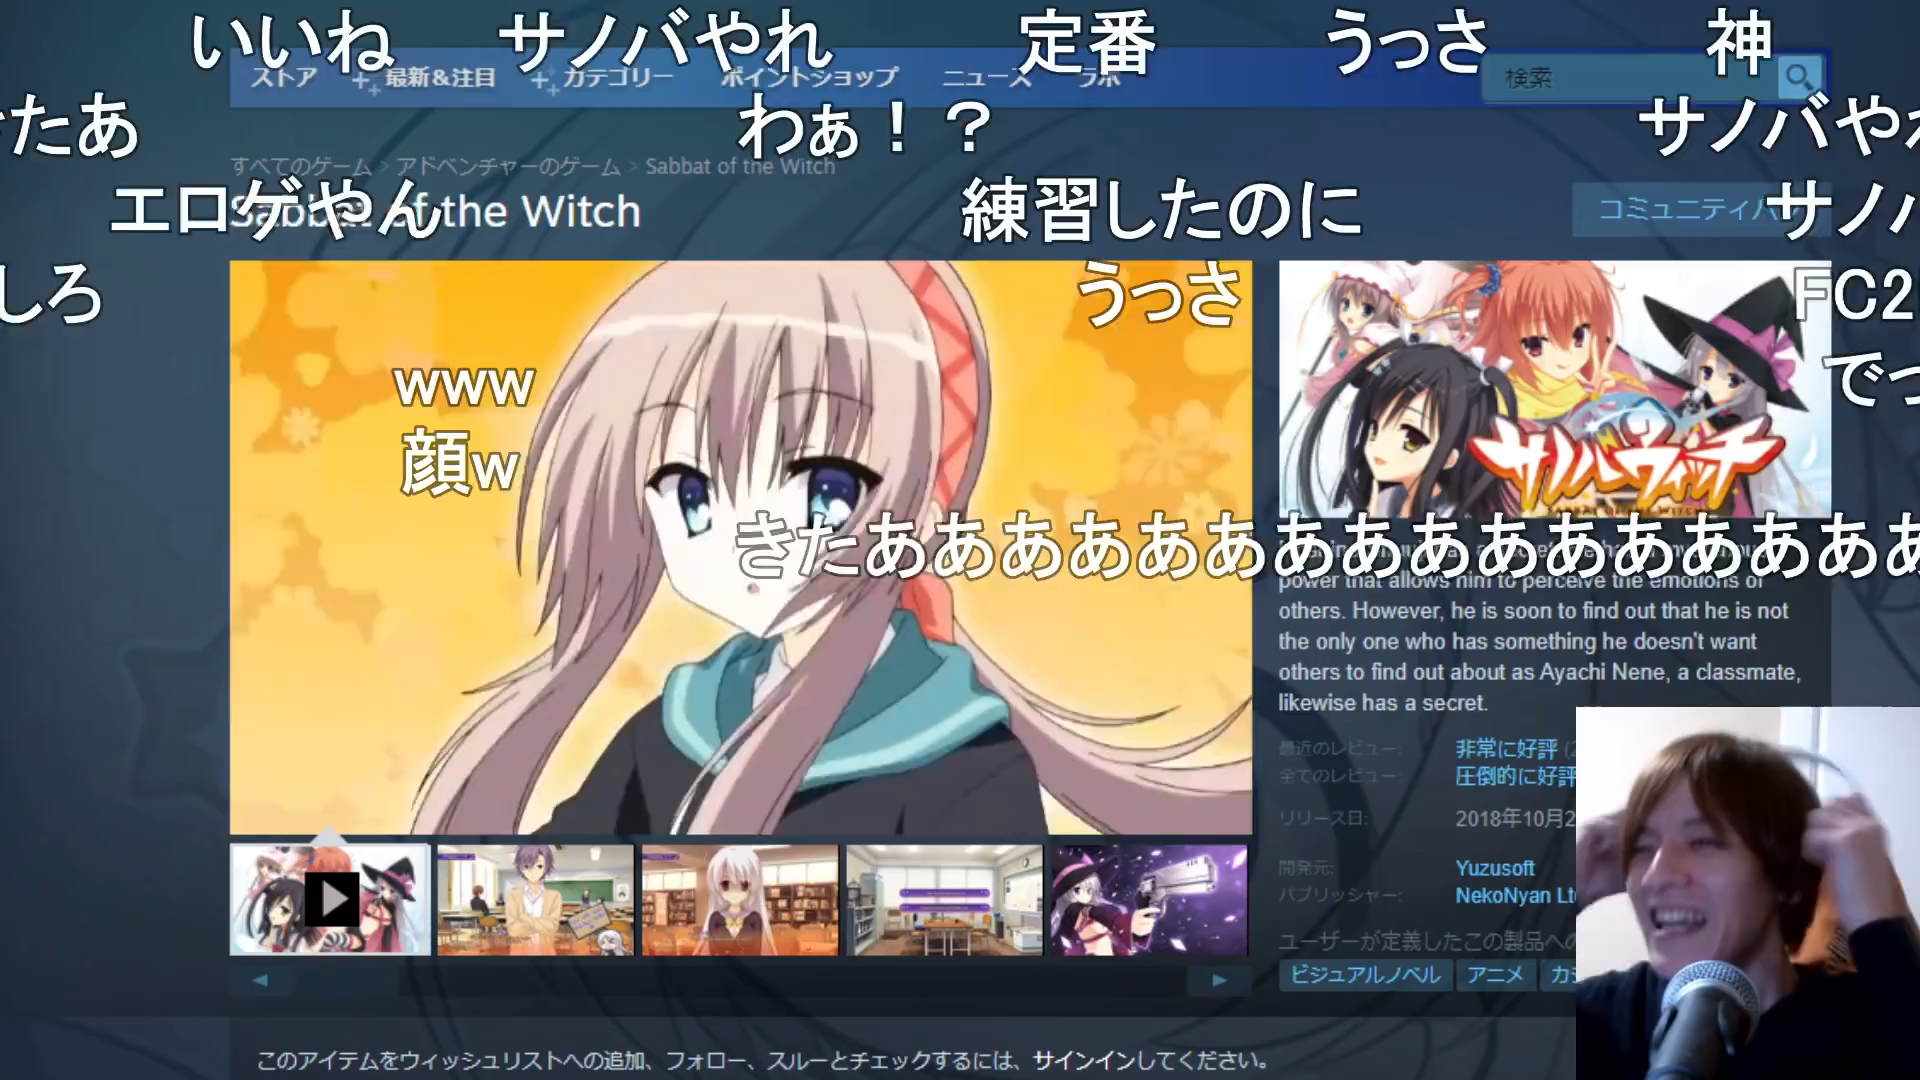 いいね サノバやれ 定番 うっさ 神
ストア 最新&注目 カテゴリー ポイントショップ ニュース ラボ 検索
たあ わぁ！？ サノバやれ
すべてのゲーム > アドベンチャーのゲーム > Sabbat of the Witch
エロゲやん 練習したのに サノバ
Sabbat of the Witch
しろ うっさ FC2
www でっ
顔w
サノバウィッチ
きたあああああああああああああああ
power that allows him to perceive the emotions of
others. However, he is soon to find out that he is not
the only one who has something he doesn't want
others to find out about as Ayachi Nene, a classmate,
likewise has a secret.
最近のレビュー: 非常に好評
全てのレビュー: 圧倒的に好評
リリース日: 2018年10月2
開発元: Yuzusoft
パブリッシャー: NekoNyan Lt
ユーザーが定義したこの製品への
ビジュアルノベル アニメ カジ
このアイテムをウィッシュリストへの追加、フォロー、スルーとチェックするには、サインインしてください。